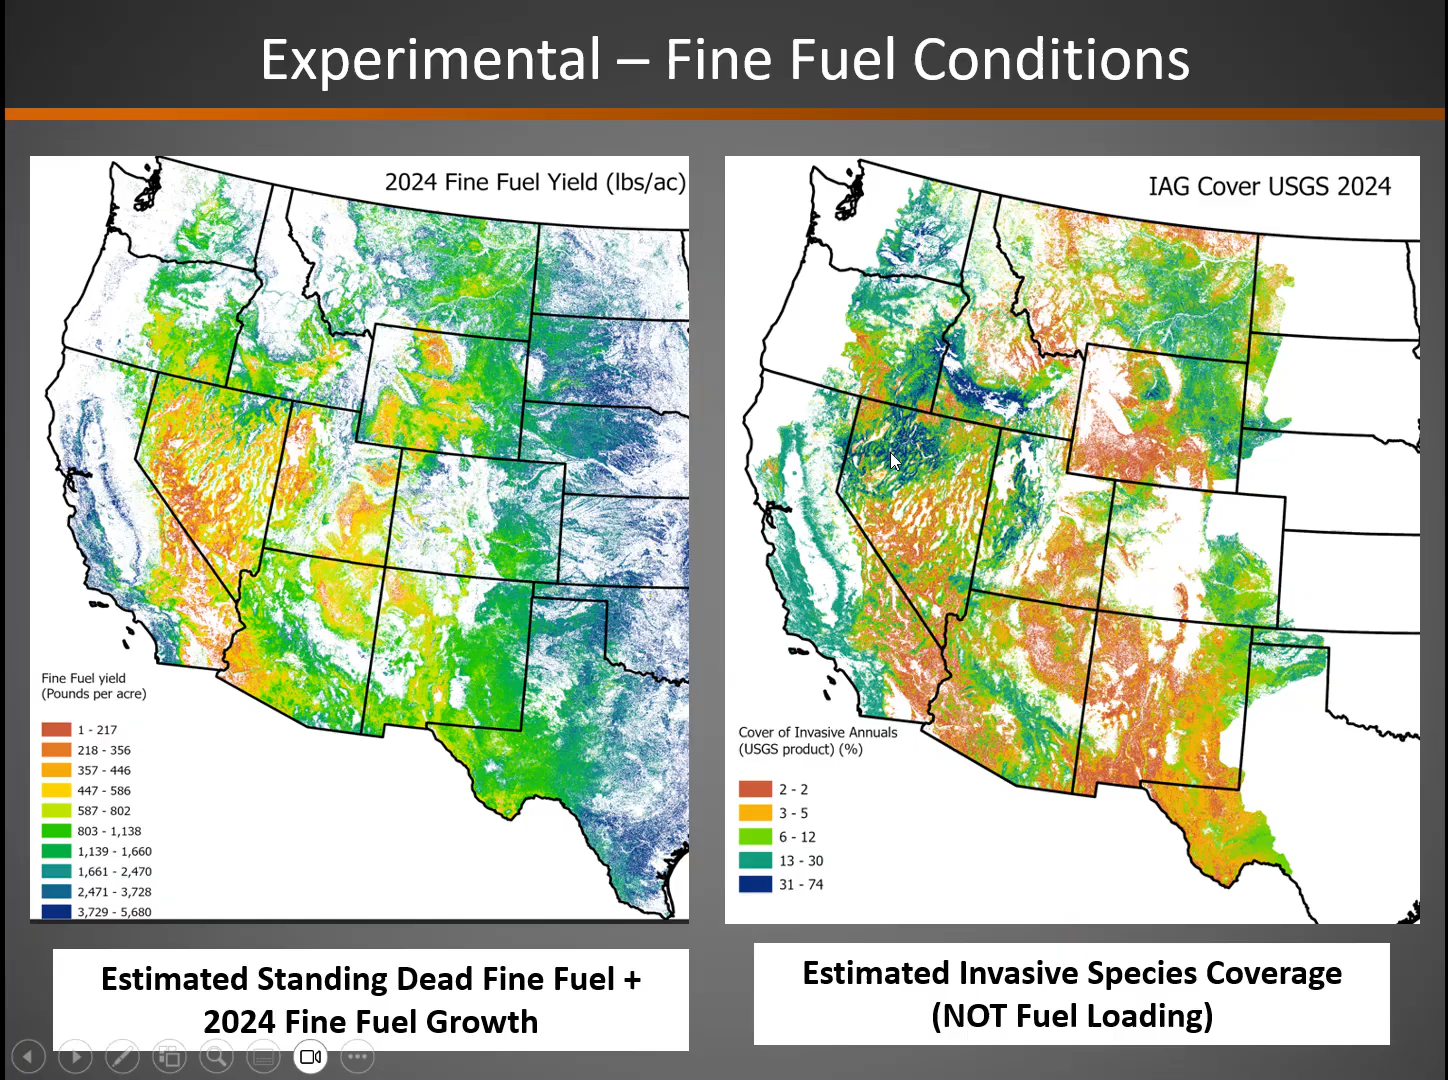 Experimental – Fine Fuel Conditions
2024 Fine Fuel Yield (lbs/ac)
Fine Fuel yield
(Pounds per acre)
1 - 217
218 - 356
357 - 446
447 - 586
587 - 802
803 - 1,138
1,139 - 1,660
1,661 - 2,470
2,471 - 3,728
3,729 - 5,680
IAG Cover USGS 2024
Cover of Invasive Annuals
(USGS product) (%)
2 - 2
3 - 5
6 - 12
13 - 30
31 - 74
Estimated Standing Dead Fine Fuel +
2024 Fine Fuel Growth
Estimated Invasive Species Coverage
(NOT Fuel Loading)